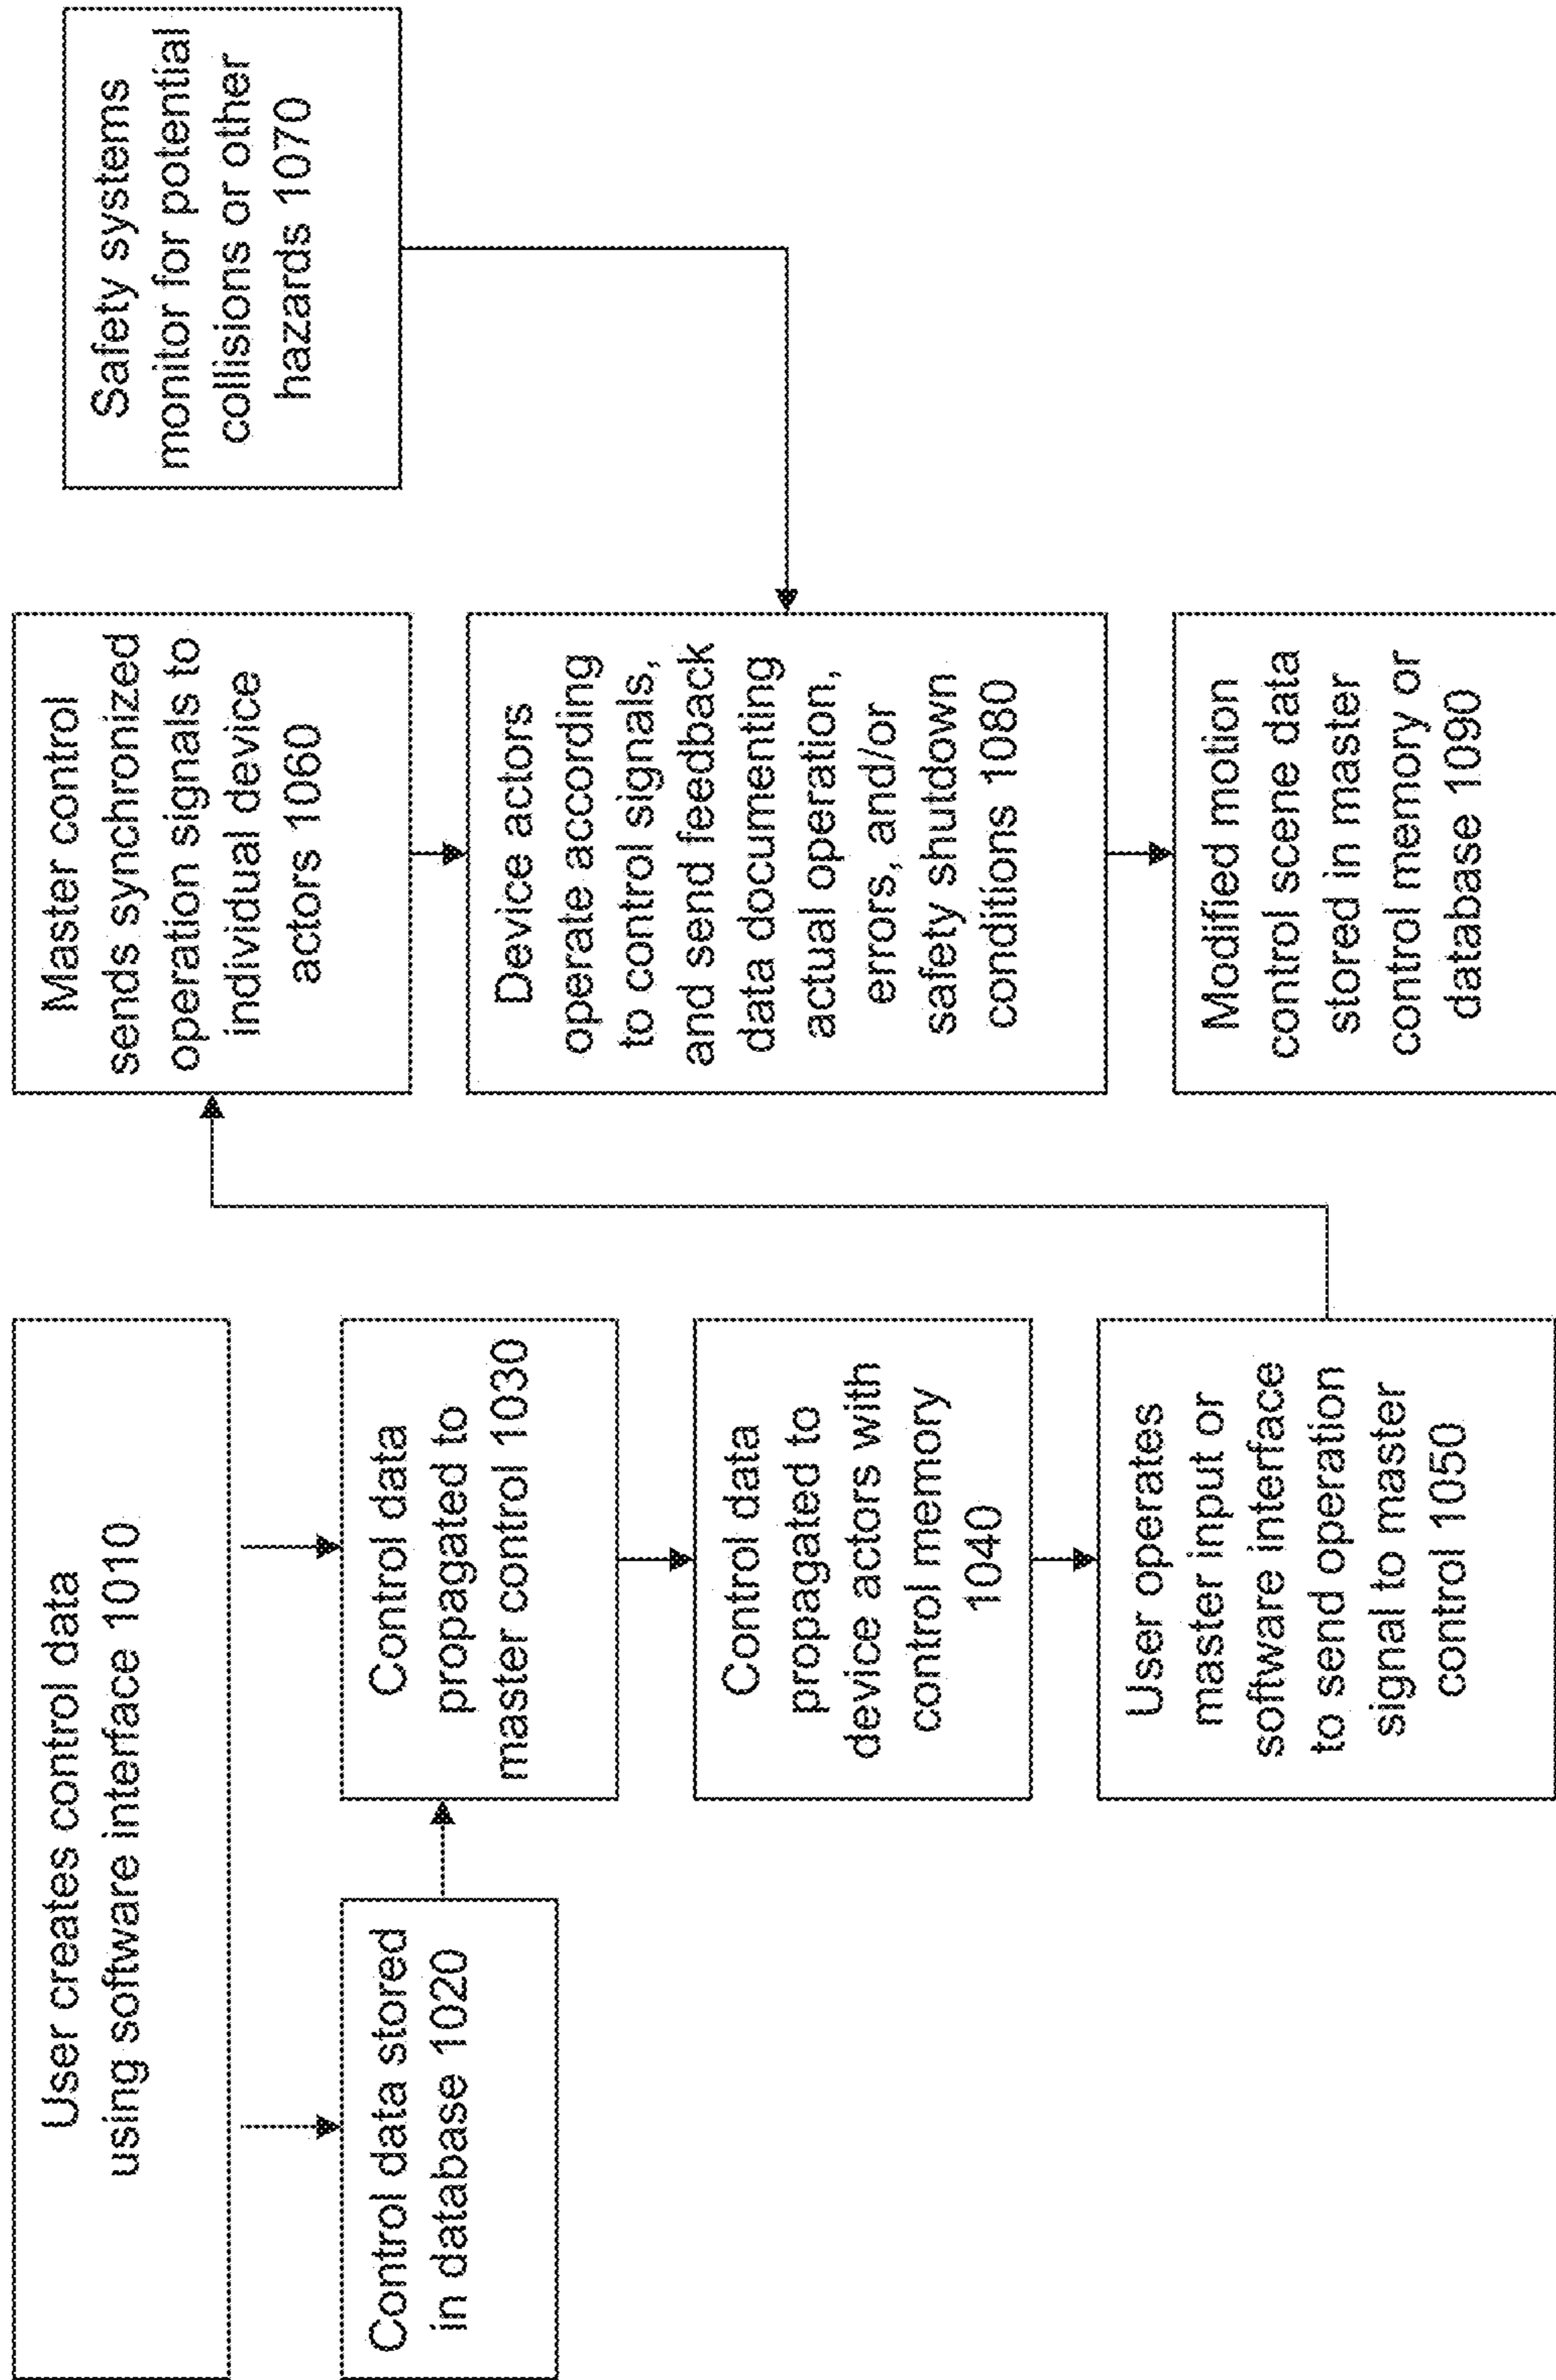 User creates control data
using software interface 1010
Control data stored
in database 1020
Control data
propagated to
master control 1030
Control data
propagated to
device actors with
control memory
1040
User operates
master input or
software interface
to send operation
signal to master
control 1050
Master control
sends synchronized
operation signals to
individual device
actors 1060
Safety systems
monitor for potential
collisions or other
hazards 1070
Device actors
operate according
to control signals,
and send feedback
data documenting
actual operation,
errors, and/or
safety shutdown
conditions 1080
Modified motion
control scene data
stored in master
control memory or
database 1090